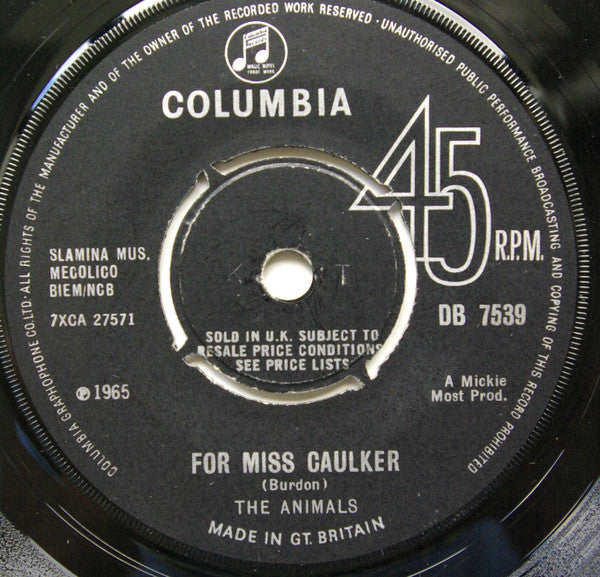 COLUMBIA GRAPHOPHONE CO. LTD · ALL RIGHTS OF THE MANUFACTURER AND OF THE OWNER OF THE RECORDED WORK RESERVED · UNAUTHORISED PUBLIC PERFORMANCE BROADCASTING AND COPYING OF THIS RECORD PROHIBITED
MAGIC NOTES
TRADE MARK
COLUMBIA
45
R.P.M.
SLAMINA MUS.
MECOLICO
BIEM/NCB
7XCA 27571
DB 7539
SOLD IN U.K. SUBJECT TO
RESALE PRICE CONDITIONS
SEE PRICE LISTS
℗ 1965
A Mickie
Most Prod.
FOR MISS CAULKER
(Burdon)
THE ANIMALS
MADE IN GT. BRITAIN